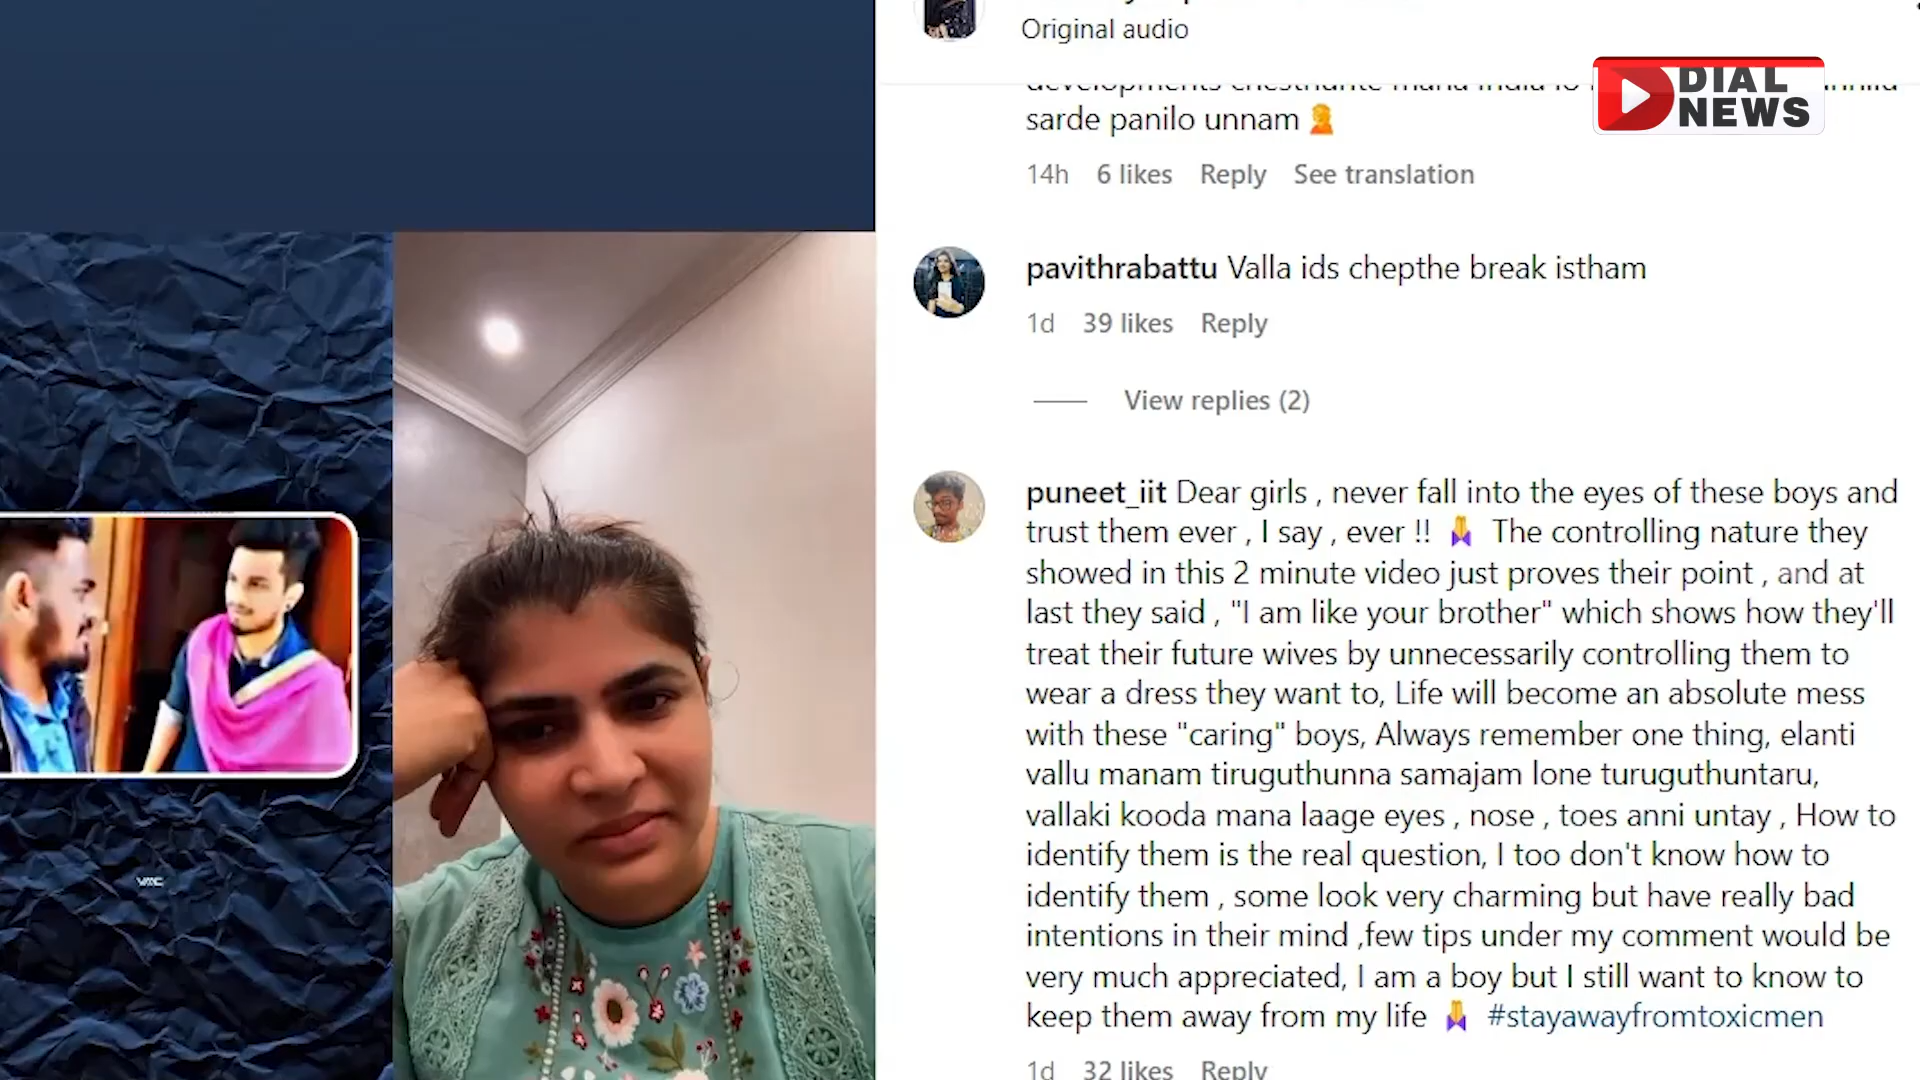 Original audio
DIAL
NEWS
sarde panilo unnam
14h 6 likes Reply See translation
pavithrabattu Valla ids chepthe break istham
1d 39 likes Reply
View replies (2)
puneet_iit Dear girls , never fall into the eyes of these boys and
trust them ever , I say , ever !! 🙏 The controlling nature they
showed in this 2 minute video just proves their point , and at
last they said , "I am like your brother" which shows how they'll
treat their future wives by unnecessarily controlling them to
wear a dress they want to, Life will become an absolute mess
with these "caring" boys, Always remember one thing, elanti
vallu manam tiruguthunna samajam lone turuguthuntaru,
vallaki kooda mana laage eyes , nose , toes anni untay , How to
identify them is the real question, I too don't know how to
identify them , some look very charming but have really bad
intentions in their mind ,few tips under my comment would be
very much appreciated, I am a boy but I still want to know to
keep them away from my life 🙏 #stayawayfromtoxicmen
1d 32 likes Reply